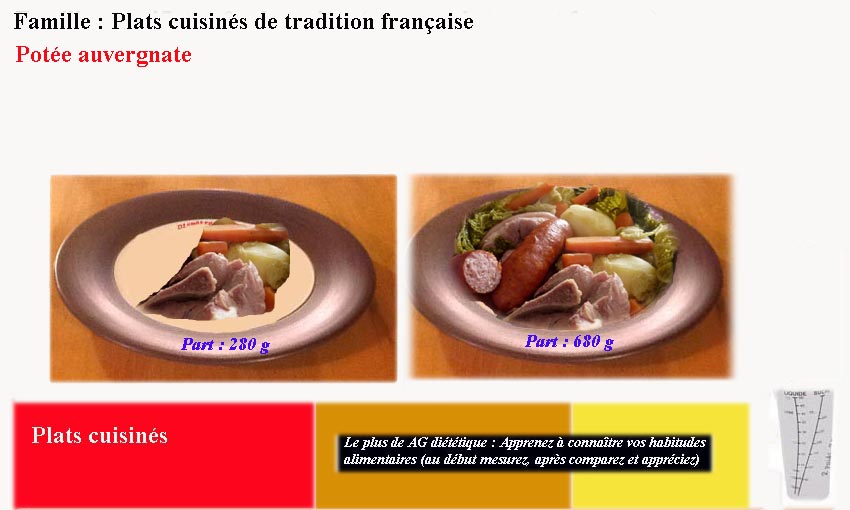 Famille : Plats cuisinés de tradition française
Potée auvergnate
Part : 280 g
Part : 680 g
Plats cuisinés
Le plus de AG diététique : Apprenez à connaître vos habitudes
alimentaires (au début mesurez, après comparez et appréciez)
LIQUIDE